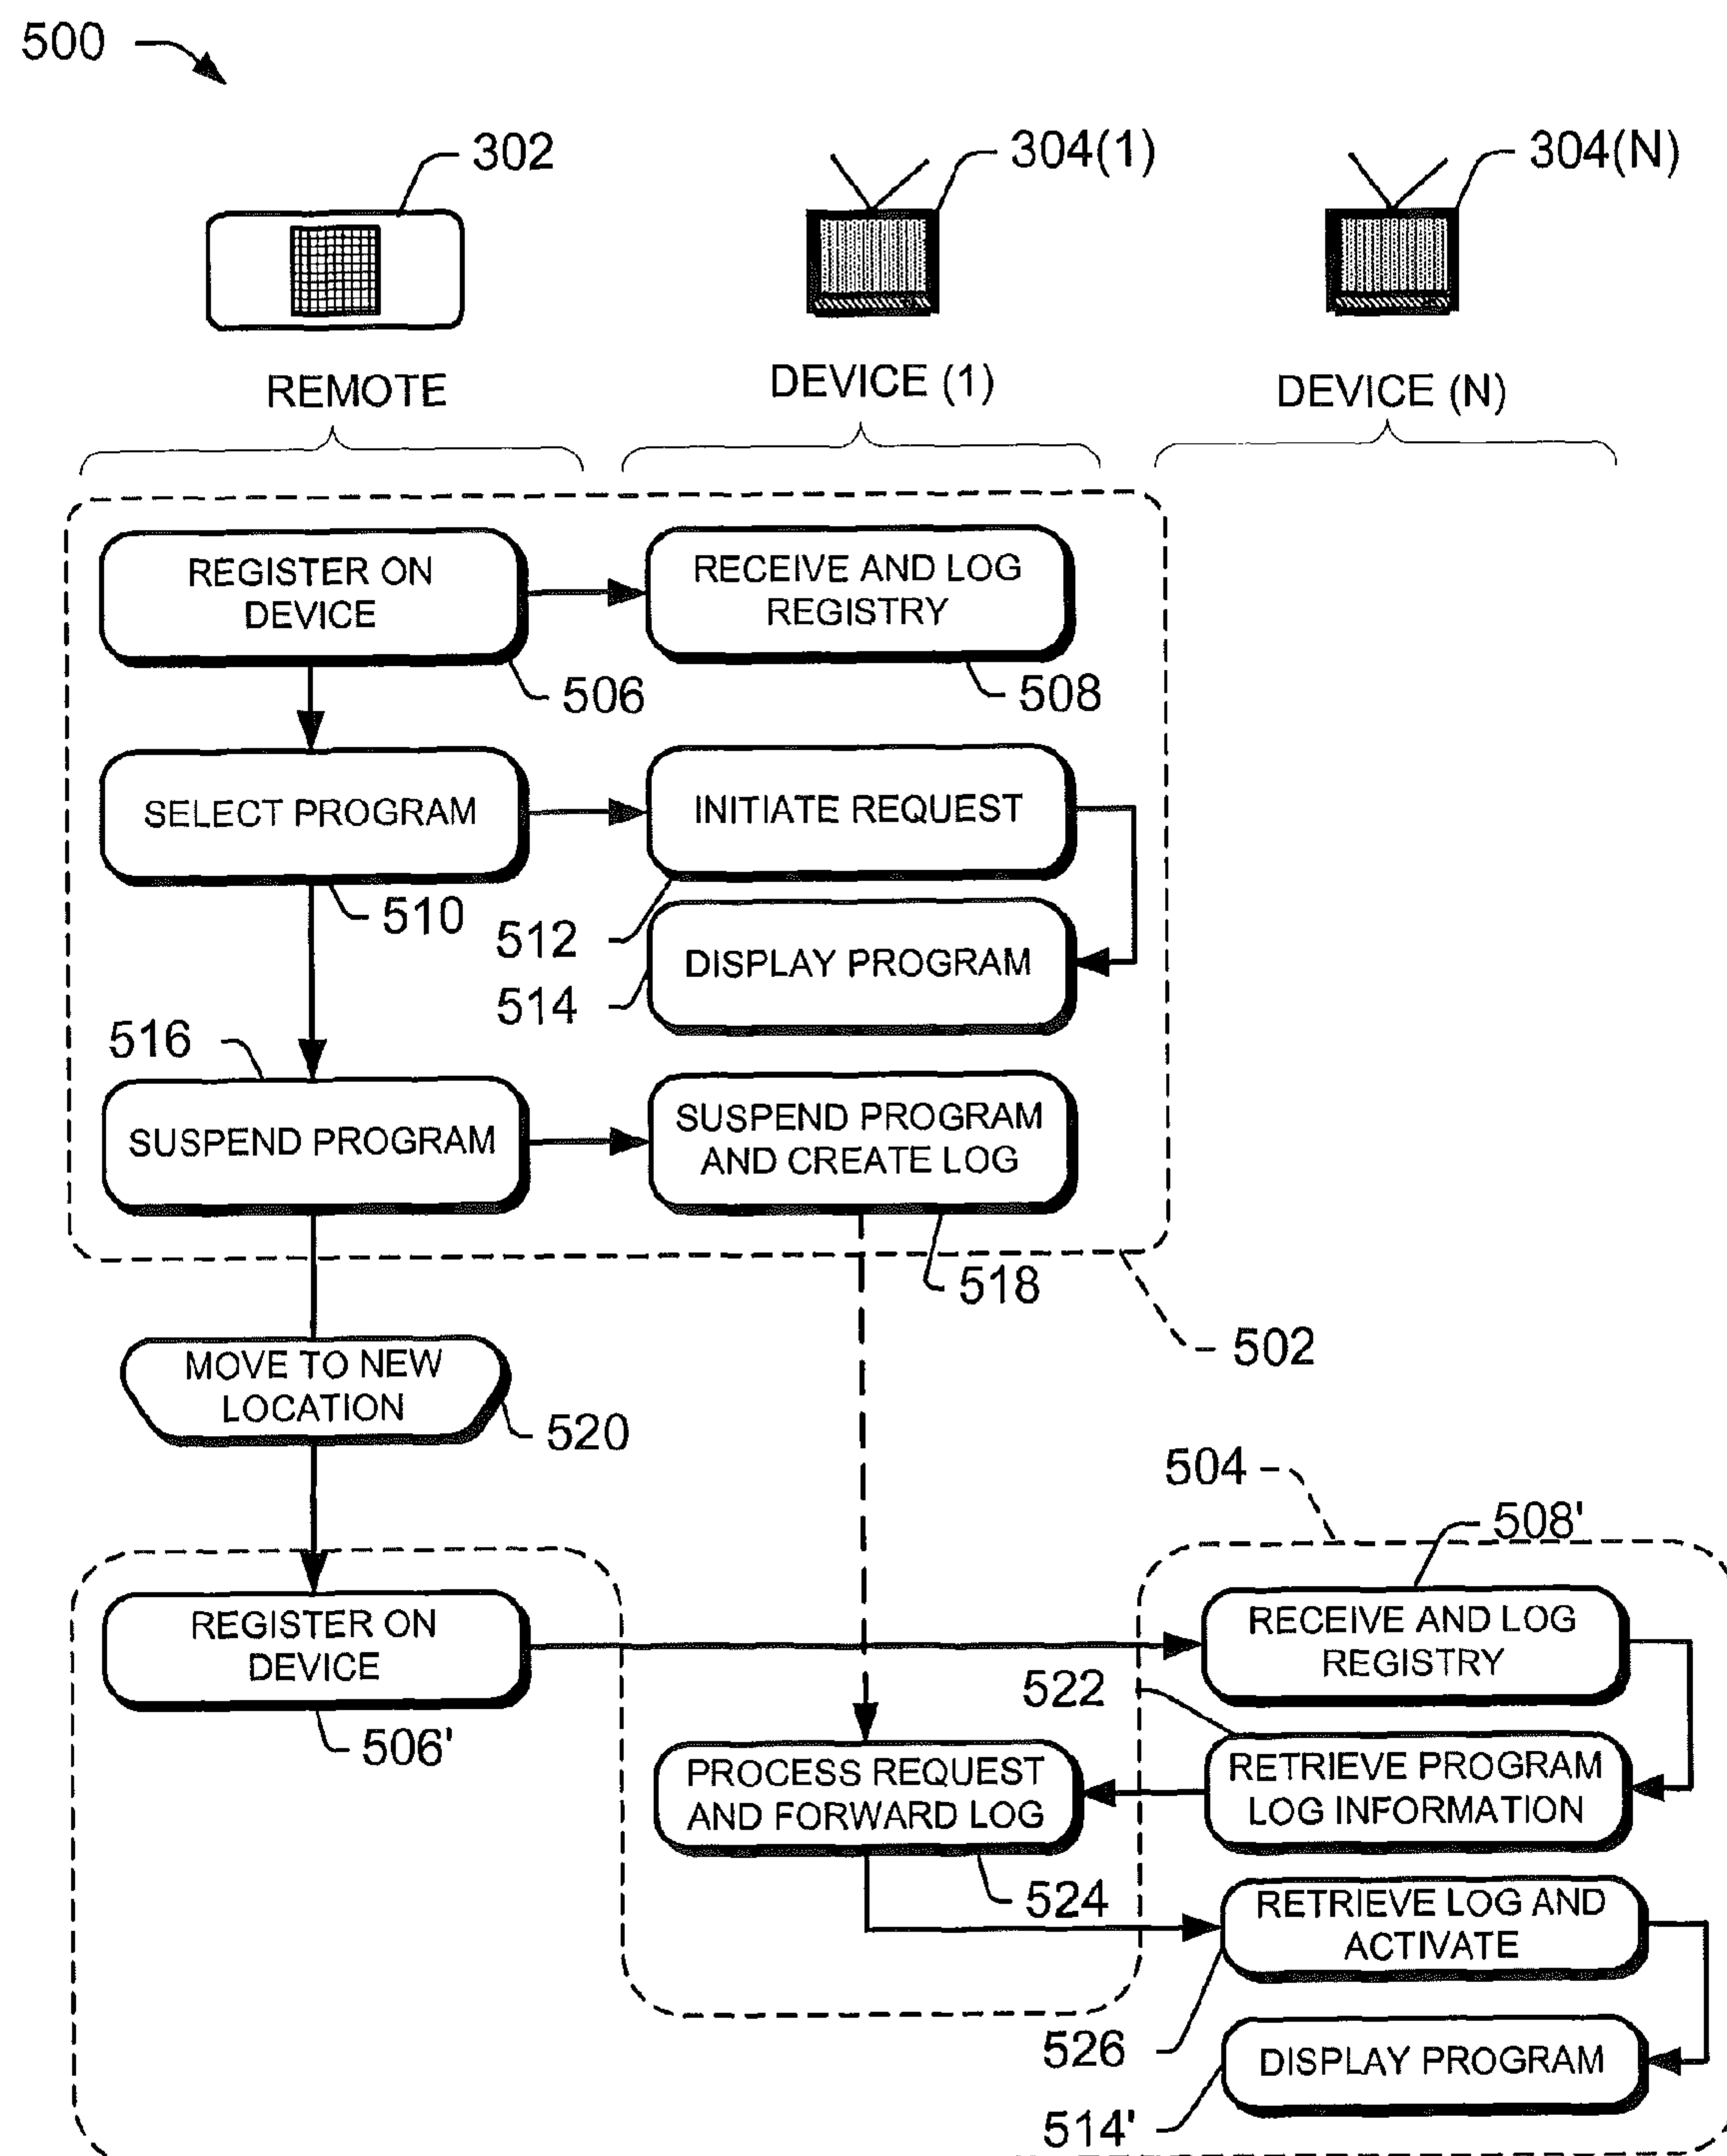 500
302
304(1)
304(N)
REMOTE
DEVICE (1)
DEVICE (N)
REGISTER ON
DEVICE
506
RECEIVE AND LOG
REGISTRY
508
SELECT PROGRAM
510
INITIATE REQUEST
512
DISPLAY PROGRAM
514
516
SUSPEND PROGRAM
SUSPEND PROGRAM
AND CREATE LOG
518
502
MOVE TO NEW
LOCATION
520
504
508'
REGISTER ON
DEVICE
506'
RECEIVE AND LOG
REGISTRY
522
RETRIEVE PROGRAM
LOG INFORMATION
PROCESS REQUEST
AND FORWARD LOG
524
RETRIEVE LOG AND
ACTIVATE
526
DISPLAY PROGRAM
514'